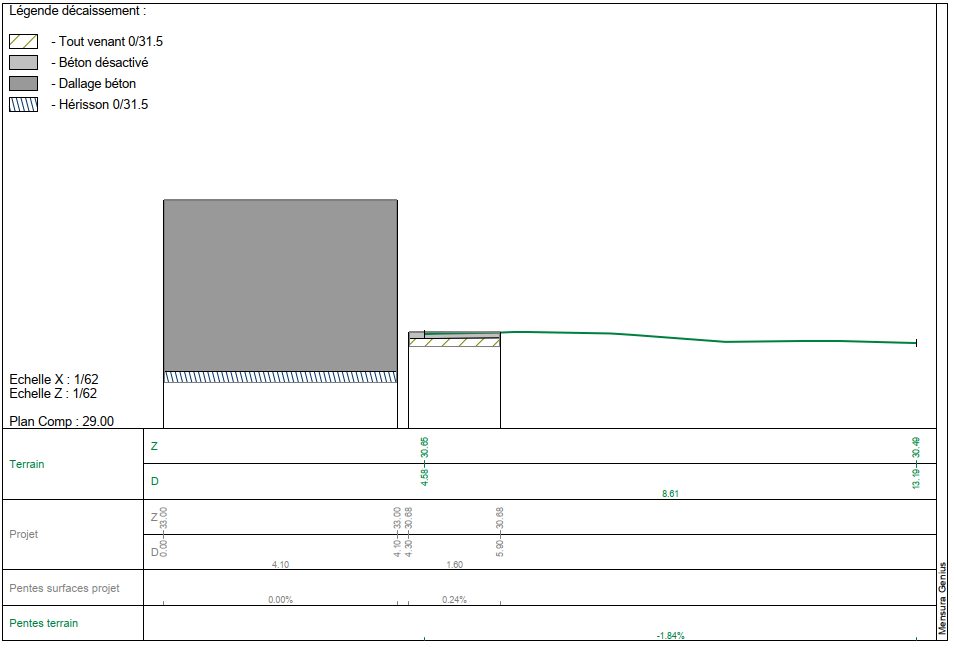 Légende décaissement :
- Tout venant 0/31.5
- Béton désactivé
- Dallage béton
- Hérisson 0/31.5
Echelle X : 1/62
Echelle Z : 1/62
Plan Comp : 29.00
Terrain
Z
30.65
30.49
D
4.58
13.19
8.61
Projet
Z
33.00
33.00
30.68
30.68
D
0.00
4.10
4.30
5.90
4.10
1.60
Pentes surfaces projet
0.00%
0.24%
Pentes terrain
-1.84%
Mensura Genius